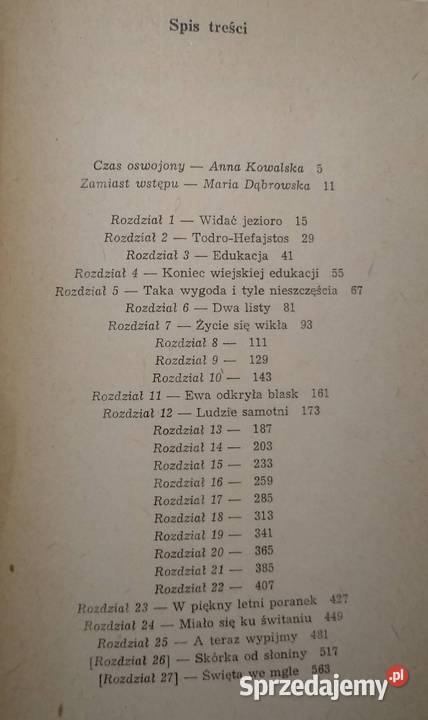 Spis treści
Czas oswojony — Anna Kowalska 5
Zamiast wstępu — Maria Dąbrowska 11
Rozdział 1 — Widać jezioro 15
Rozdział 2 — Todro-Hefajstos 29
Rozdział 3 — Edukacja 41
Rozdział 4 — Koniec wiejskiej edukacji 55
Rozdział 5 — Taka wygoda i tyle nieszczęścia 67
Rozdział 6 — Dwa listy 81
Rozdział 7 — Życie się wikła 93
Rozdział 8 — 111
Rozdział 9 — 129
Rozdział 10 — 143
Rozdział 11 — Ewa odkryła blask 161
Rozdział 12 — Ludzie samotni 173
Rozdział 13 — 187
Rozdział 14 — 203
Rozdział 15 — 233
Rozdział 16 — 259
Rozdział 17 — 285
Rozdział 18 — 313
Rozdział 19 — 341
Rozdział 20 — 365
Rozdział 21 — 385
Rozdział 22 — 407
Rozdział 23 — W piękny letni poranek 427
Rozdział 24 — Miało się ku świtaniu 449
Rozdział 25 — A teraz wypijmy 481
[Rozdział 26] — Skórka od słoniny 517
[Rozdział 27] — Święta we mgle 563
Sprzedajemy.pl